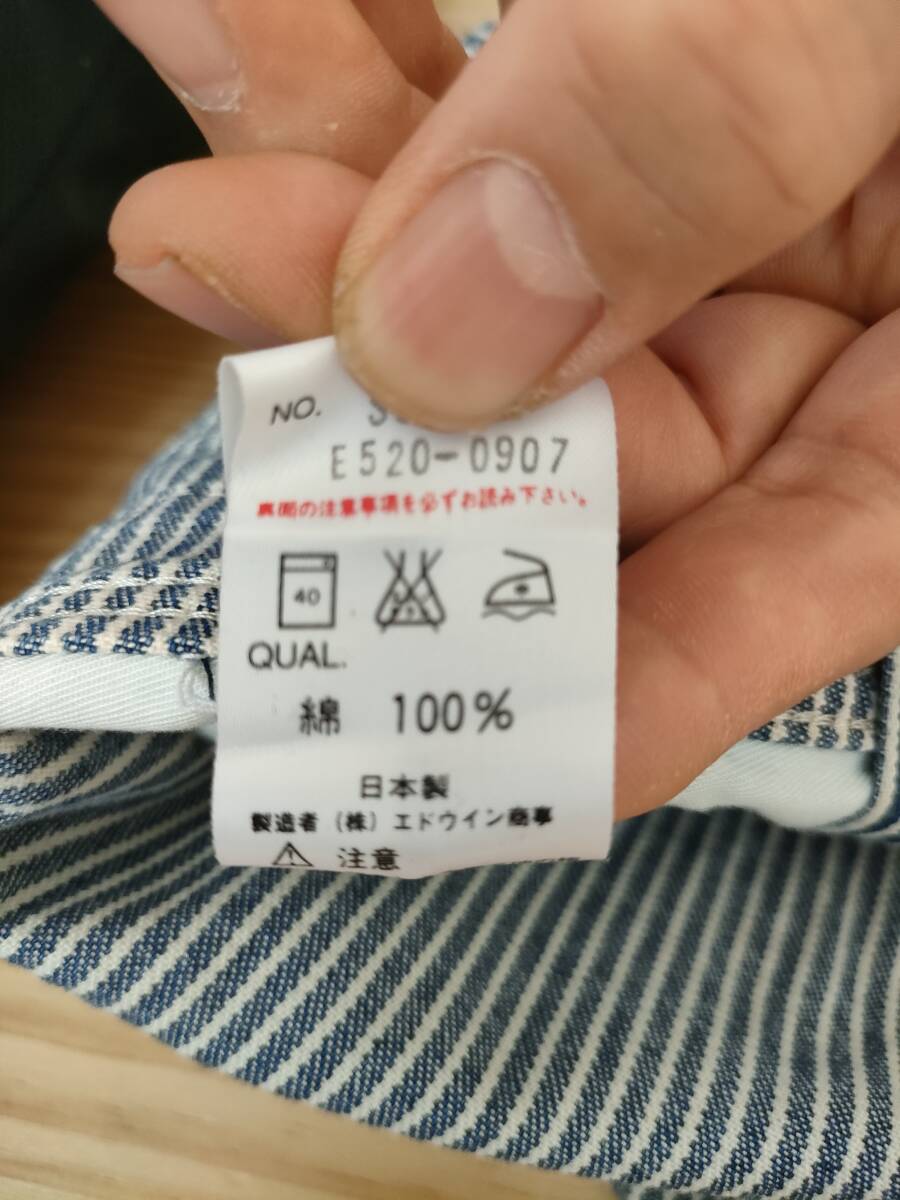 NO.
E520-0907
裏面の注意事項を必ずお読み下さい。
40
QUAL.
綿 100%
日本製
製造者 (株) エドウイン商事
注意